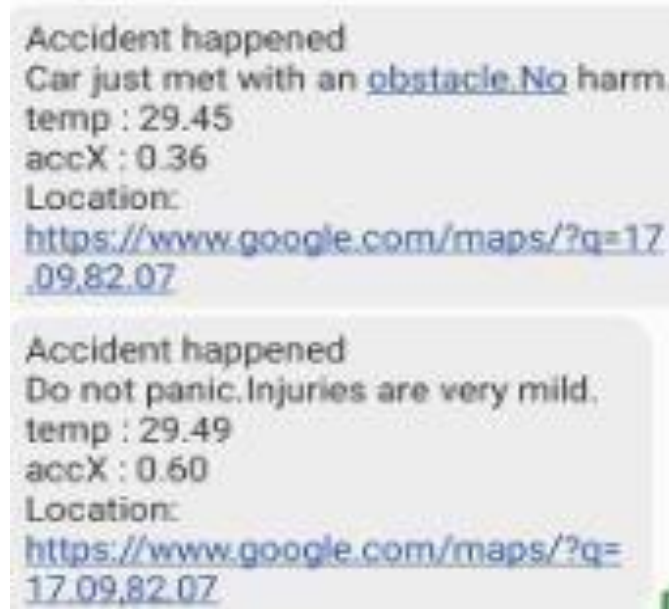 Accident happened
Car just met with an obstacle.No harm.
temp : 29.45
accX : 0.36
Location:
https://www.google.com/maps/?q=17
.09,82.07
Accident happened
Do not panic.Injuries are very mild.
temp : 29.49
accX : 0.60
Location:
https://www.google.com/maps/?q=
17.09,82.07